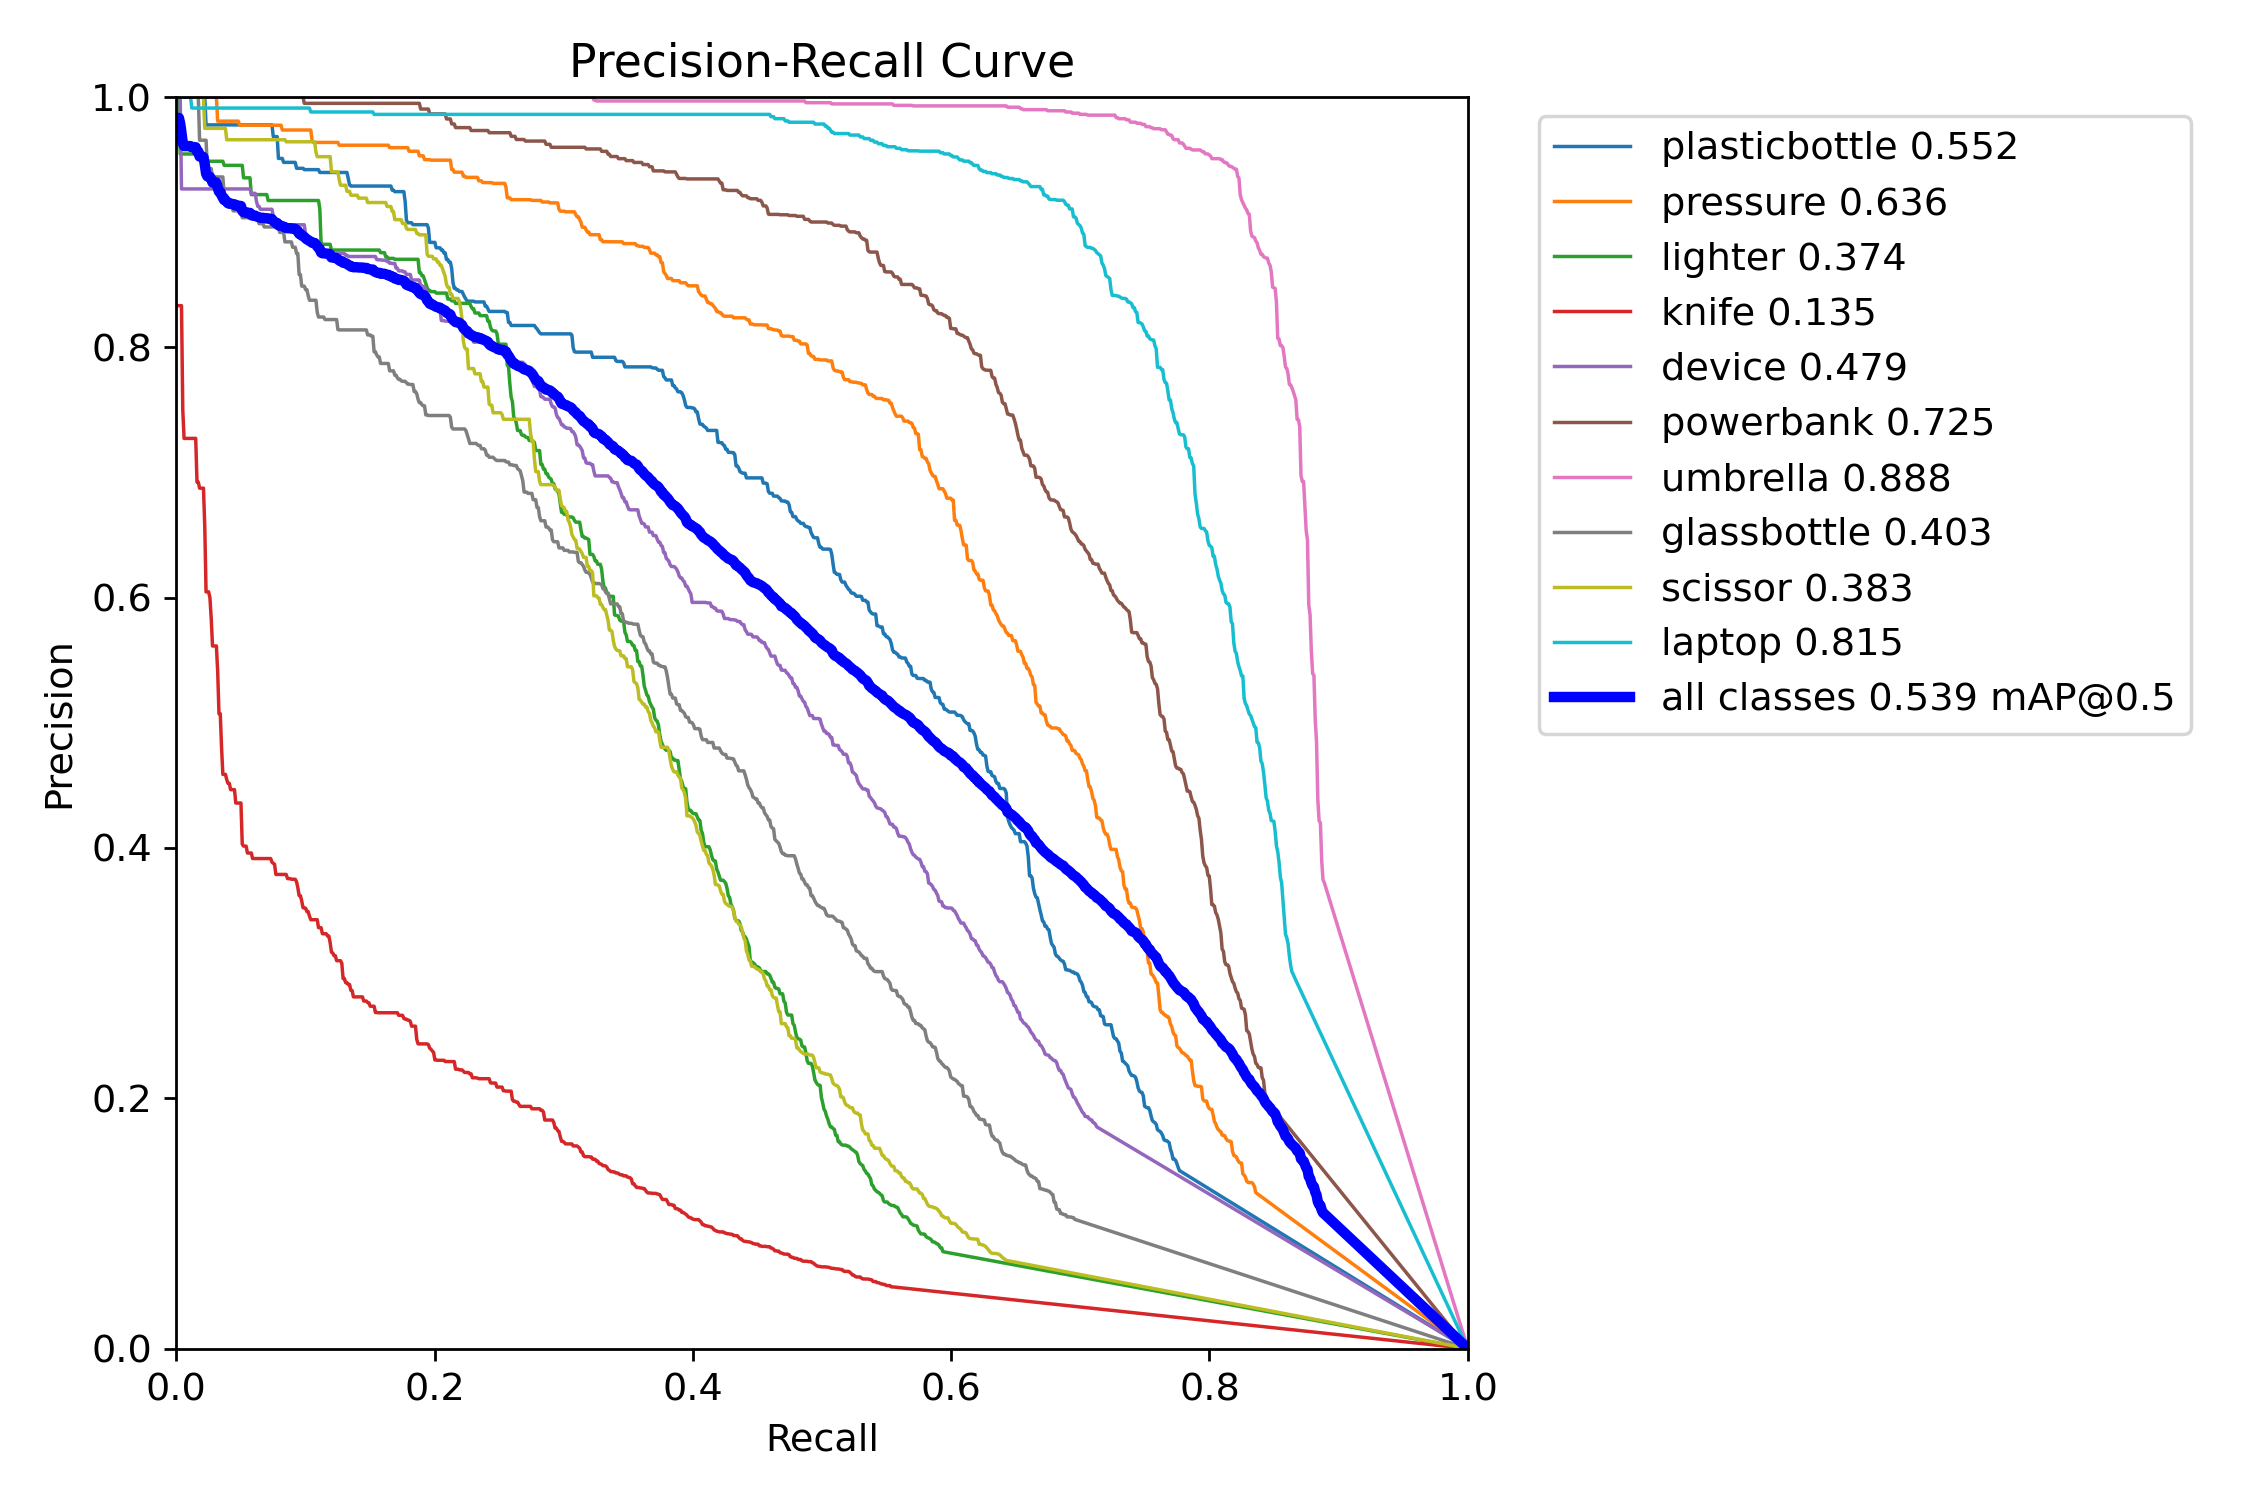 Precision-Recall Curve
1.0
0.8
0.6
0.4
0.2
0.0
Precision
0.0 0.2 0.4 0.6 0.8 1.0
Recall
plasticbottle 0.552
pressure 0.636
lighter 0.374
knife 0.135
device 0.479
powerbank 0.725
umbrella 0.888
glassbottle 0.403
scissor 0.383
laptop 0.815
all classes 0.539 mAP@0.5